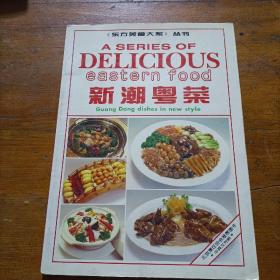 《东方美食大系》丛书
A SERIES OF
DELICIOUS
eastern food
新潮粤菜
Guang Dong dishes in new style